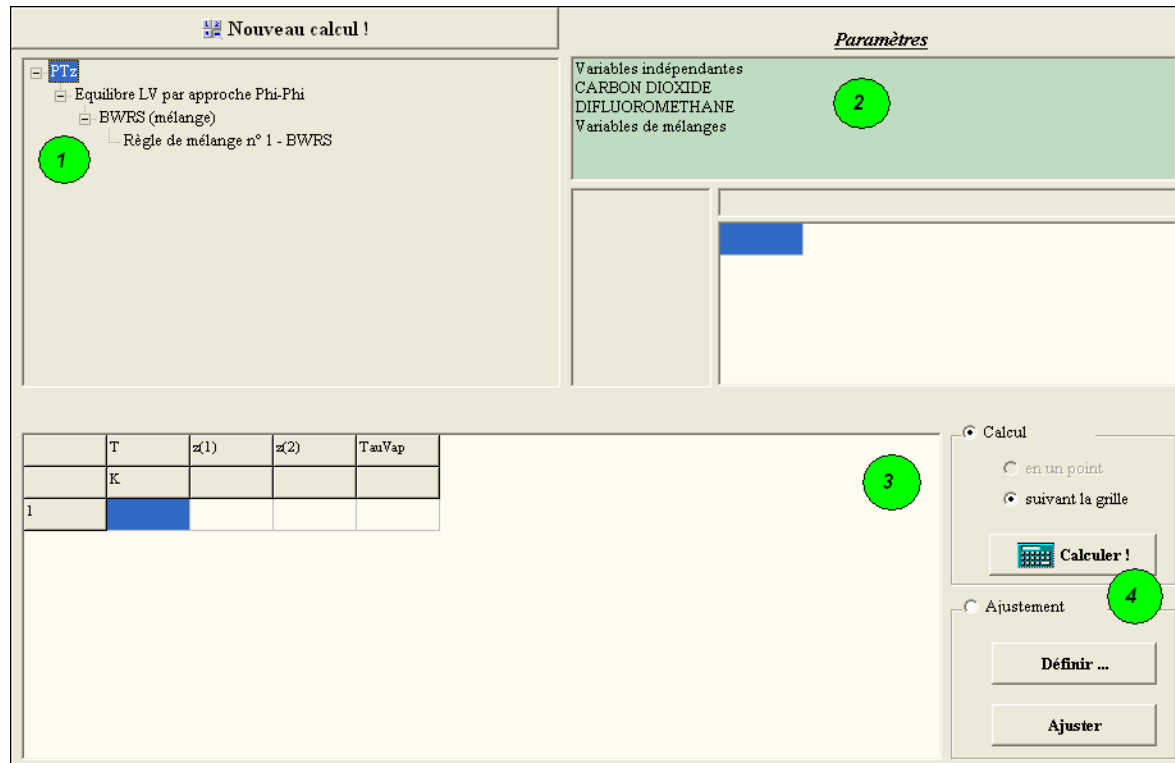 Nouveau calcul !
PTz
Equilibre LV par approche Phi-Phi
BWRS (mélange)
Règle de mélange n° 1 - BWRS
1
Paramètres
Variables indépendantes
CARBON DIOXIDE
DIFLUOROMETHANE
Variables de mélanges
2
T z(1) z(2) TauVap
K
1
3
Calcul
en un point
suivant la grille
Calculer !
4
Ajustement
Définir ...
Ajuster